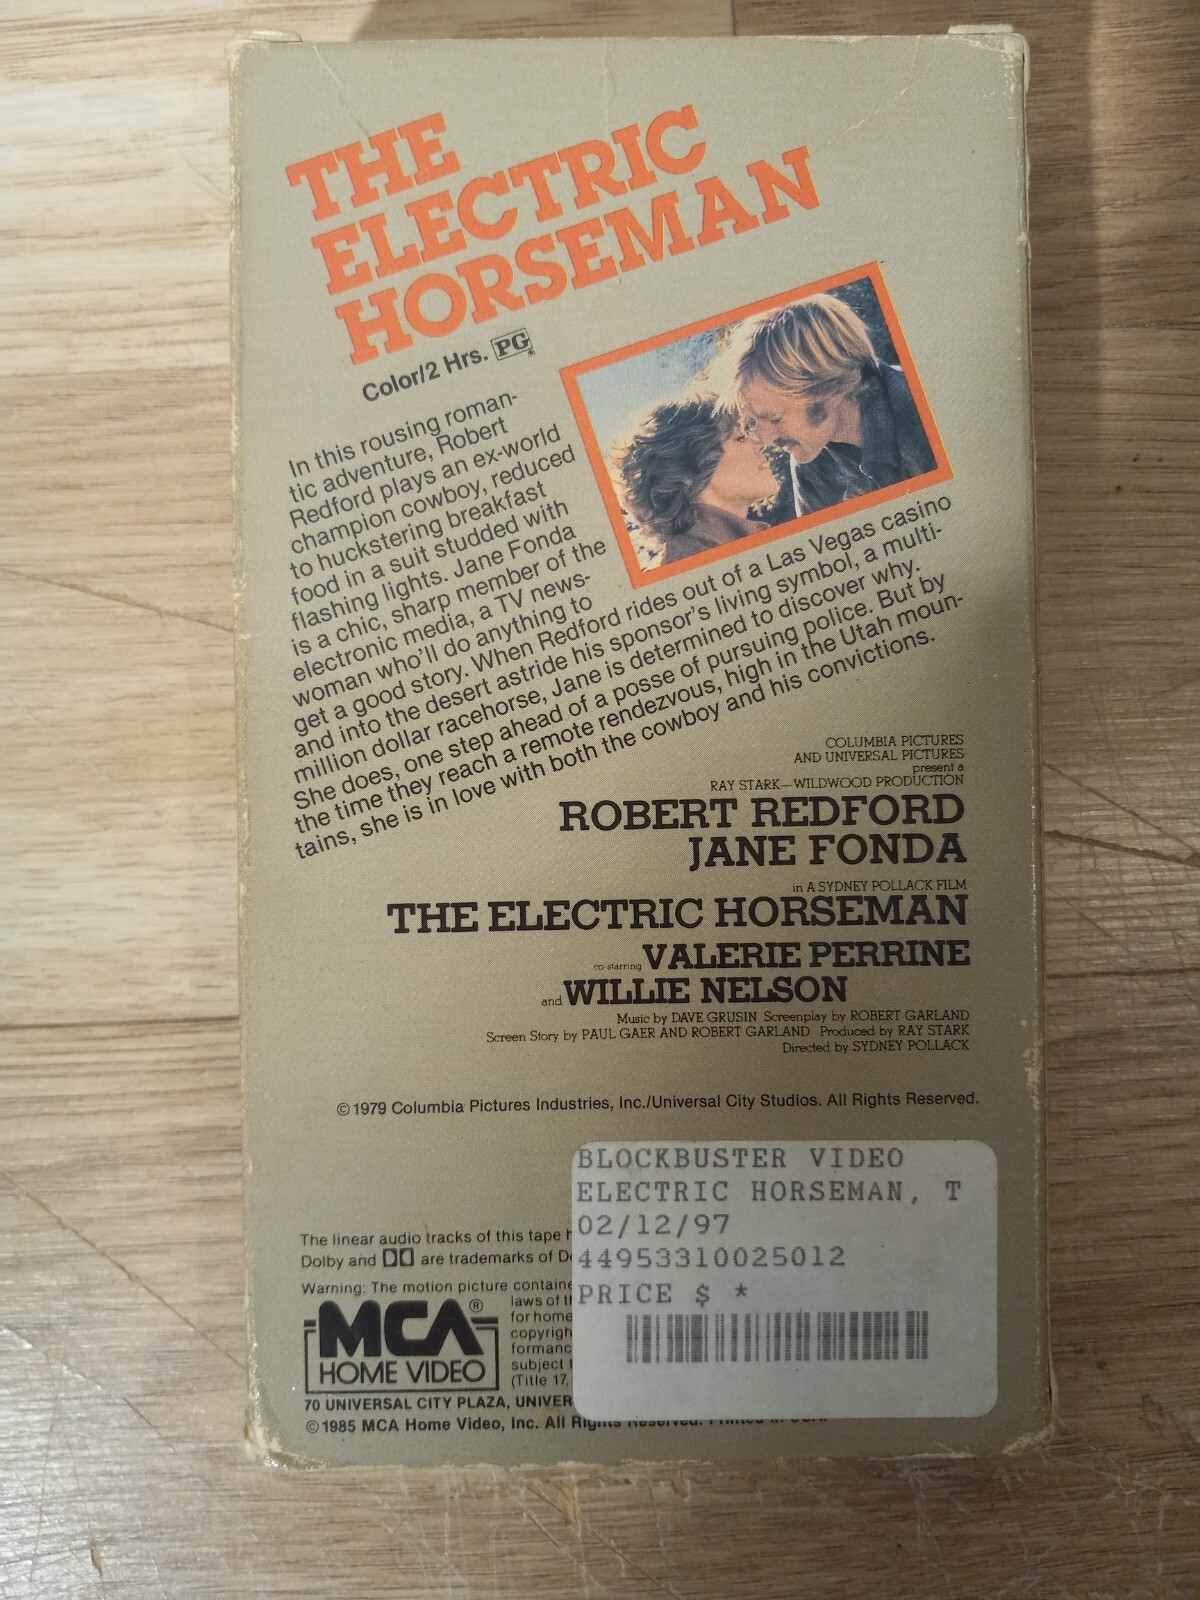 THE
ELECTRIC
HORSEMAN
Color/2 Hrs. PG
In this rousing roman-
tic adventure, Robert
Redford plays an ex-world
champion cowboy, reduced
to huckstering breakfast
food in a suit studded with
flashing lights. Jane Fonda
is a chic, sharp member of the
electronic media, a TV news-
woman who'll do anything to
get a good story. When Redford rides out of a Las Vegas casino
and into the desert astride his sponsor's living symbol, a multi-
million dollar racehorse, Jane is determined to discover why.
She does, one step ahead of a posse of pursuing police. But by
the time they reach a remote rendezvous, high in the Utah moun-
tains, she is in love with both the cowboy and his convictions.
COLUMBIA PICTURES
AND UNIVERSAL PICTURES
present a
RAY STARK—WILDWOOD PRODUCTION
ROBERT REDFORD
JANE FONDA
in A SYDNEY POLLACK FILM
THE ELECTRIC HORSEMAN
co-starring VALERIE PERRINE
and WILLIE NELSON
Music by DAVE GRUSIN Screenplay by ROBERT GARLAND
Screen Story by PAUL GAER AND ROBERT GARLAND Produced by RAY STARK
Directed by SYDNEY POLLACK
©1979 Columbia Pictures Industries, Inc./Universal City Studios. All Rights Reserved.
BLOCKBUSTER VIDEO
ELECTRIC HORSEMAN, T
02/12/97
44953310025012
PRICE $ *
The linear audio tracks of this tape
Dolby and are trademarks of
Warning: The motion picture
laws of
for home
MCA®
HOME VIDEO
subject
(Title 17,
70 UNIVERSAL CITY PLAZA,
©1985 MCA Home Video, Inc. All Rights Reserved. Printed in